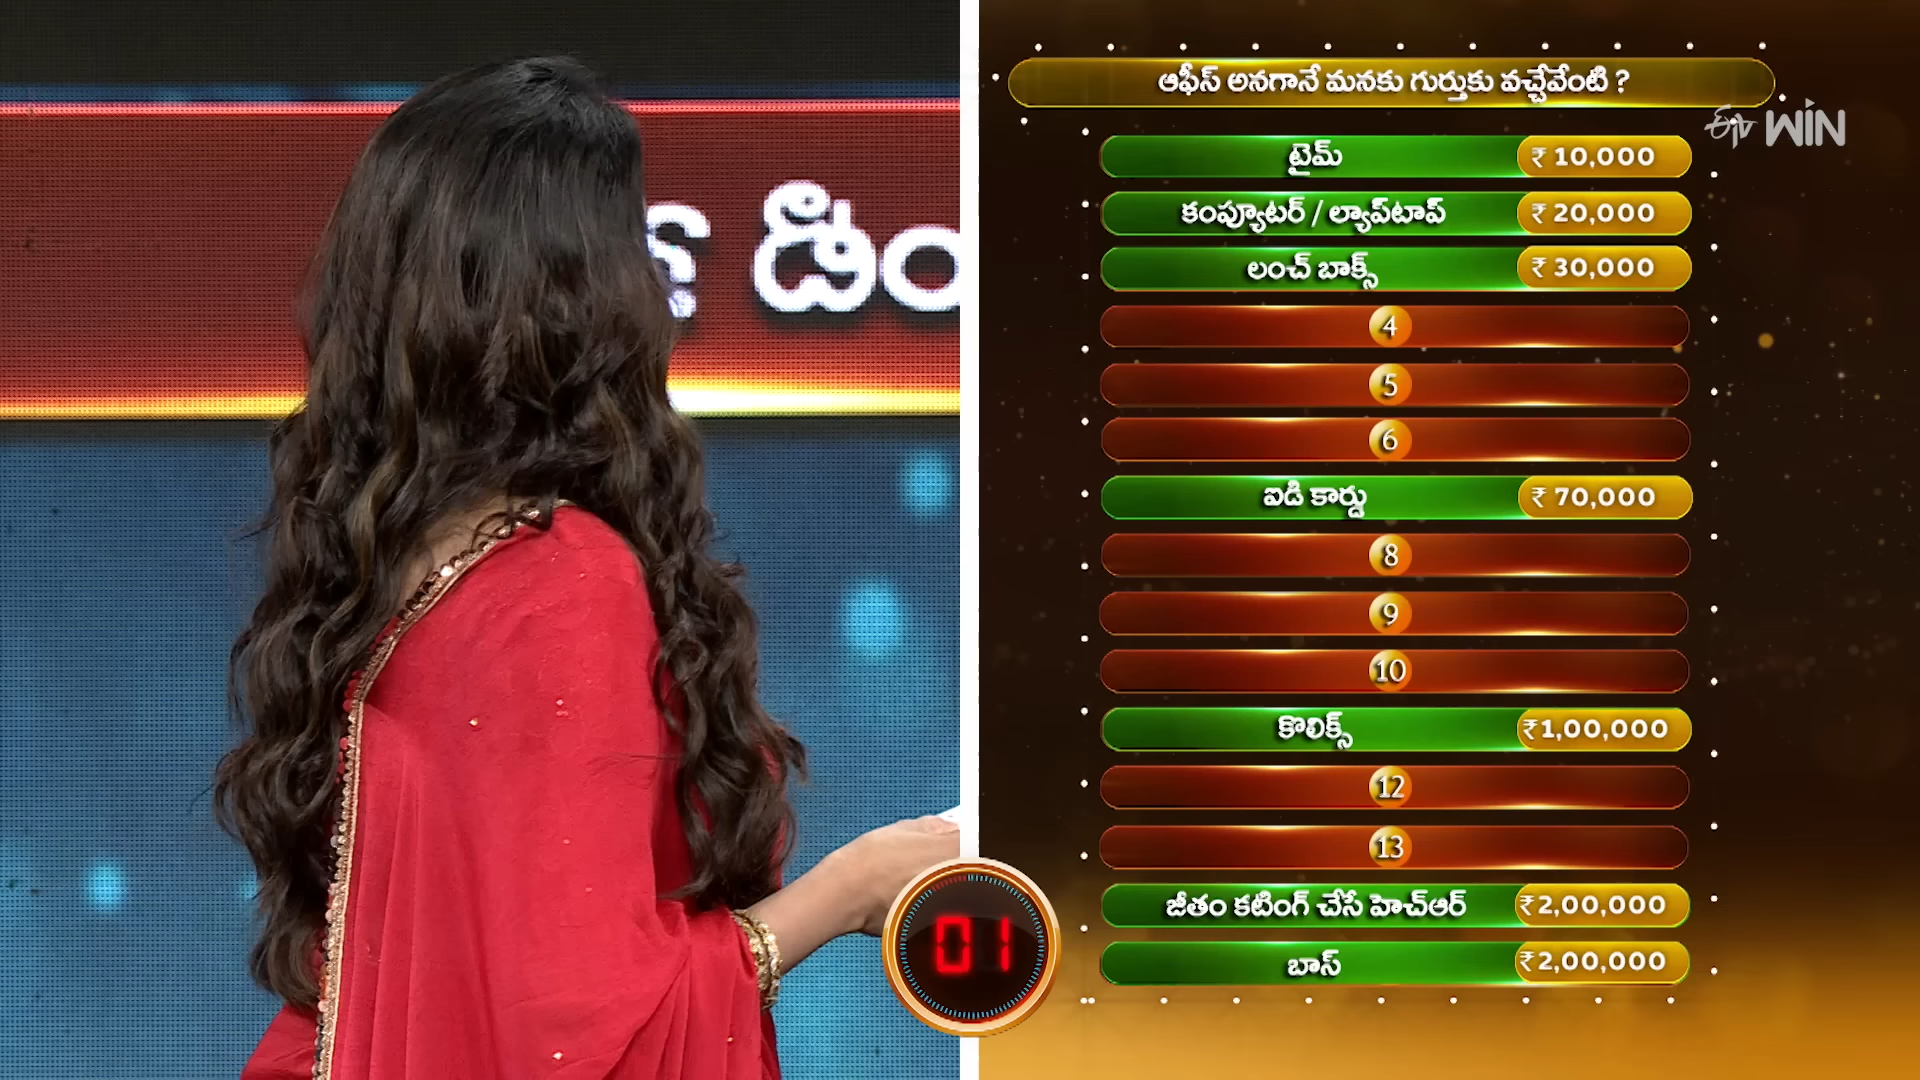 ఆఫీస్ అనగానే మనకు గుర్తుకు వచ్చేవేంటి ?
ఈటీవీ WIN
టైమ్ ₹ 10,000
కంప్యూటర్ / ల్యాప్‌టాప్ ₹ 20,000
డీం
లంచ్ బాక్స్ ₹ 30,000
4
5
6
ఐడి కార్డు ₹ 70,000
8
9
10
కొలిక్స్ ₹1,00,000
12
13
జీతం కటింగ్ చేసే హెచ్ఆర్ ₹2,00,000
01
బాస్ ₹2,00,000